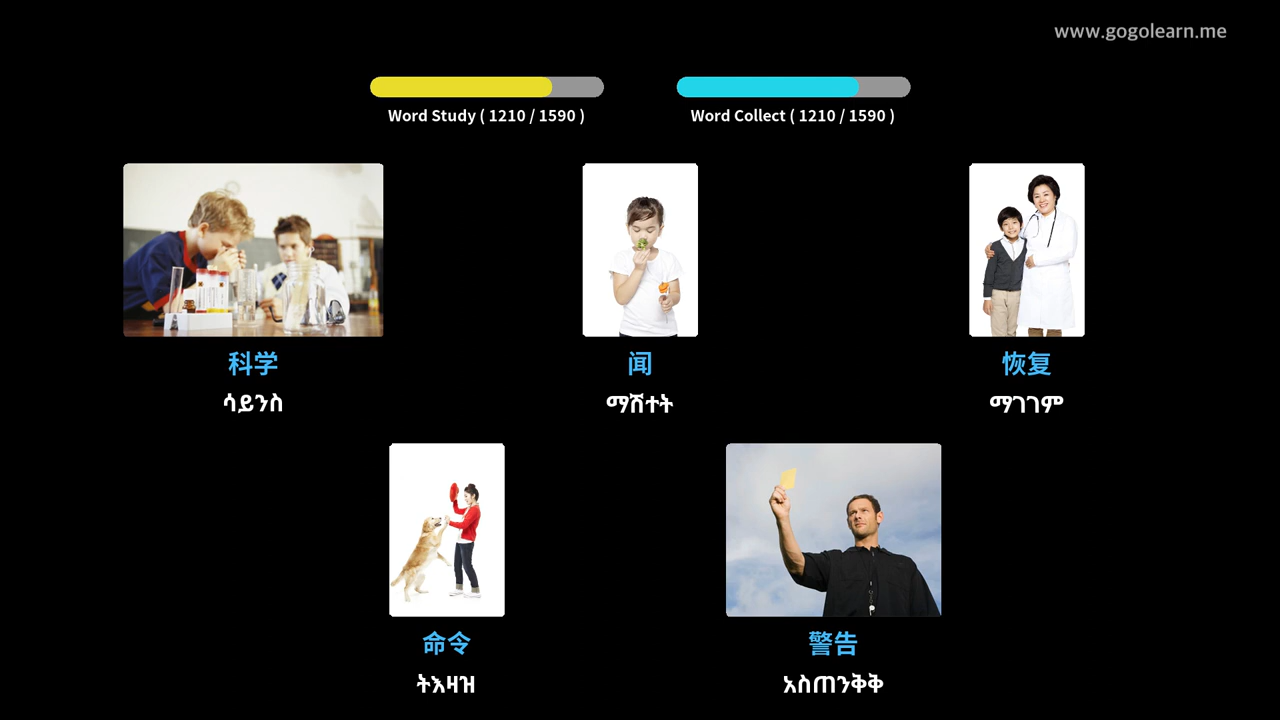 www.gogolearn.me
Word Study ( 1210 / 1590 )
Word Collect ( 1210 / 1590 )
科学
ሳይንስ
闻
ማሽተት
恢复
ማገገም
命令
ትእዛዝ
警告
አስጠንቅቅ